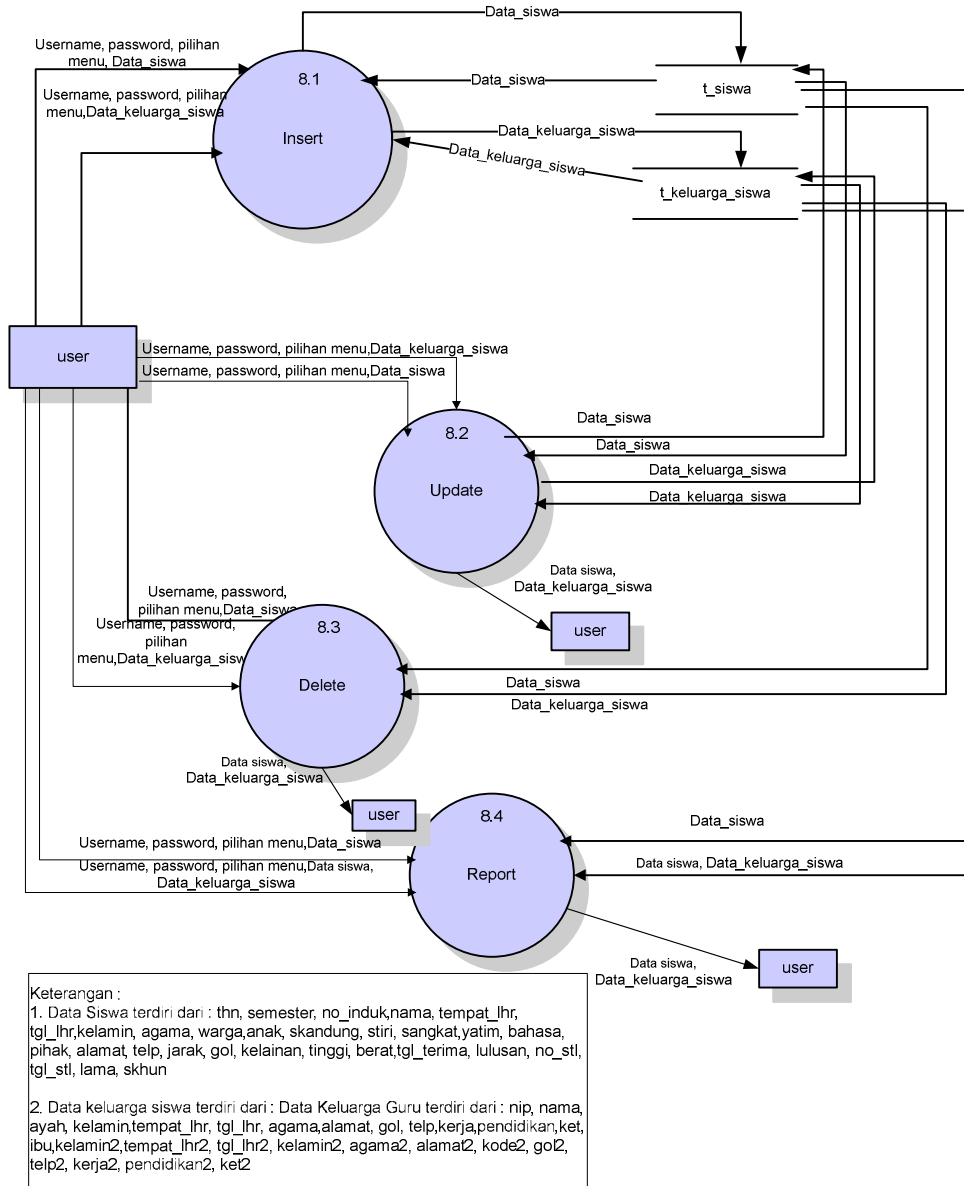 Data_siswa
Username, password, pilihan
menu, Data_siswa
8.1
Data_siswa
t_siswa
Username, password, pilihan
menu,Data_keluarga_siswa
Insert
Data_keluarga_siswa
Data_keluarga_siswa
t_keluarga_siswa
user
Username, password, pilihan menu,Data_keluarga_siswa
Username, password, pilihan menu,Data_siswa
8.2
Update
Data_siswa
Data_siswa
Data_keluarga_siswa
Data_keluarga_siswa
Data siswa,
Data_keluarga_siswa
user
Username, password,
pilihan menu,Data_siswa
Username, password,
pilihan
menu,Data_keluarga_sisw
8.3
Delete
Data_siswa
Data_keluarga_siswa
Data siswa,
Data_keluarga_siswa
user
8.4
Report
Username, password, pilihan menu,Data_siswa
Username, password, pilihan menu,Data siswa,
Data_keluarga_siswa
Data_siswa
Data siswa, Data_keluarga_siswa
Data siswa,
Data_keluarga_siswa
user
Keterangan :
1. Data Siswa terdiri dari : thn, semester, no_induk,nama, tempat_lhr,
tgl_lhr,kelamin, agama, warga,anak, skandung, stiri, sangkat,yatim, bahasa,
pihak, alamat, telp, jarak, gol, kelainan, tinggi, berat,tgl_terima, lulusan, no_stl,
tgl_stl, lama, skhun
2. Data keluarga siswa terdiri dari : Data Keluarga Guru terdiri dari : nip, nama,
ayah, kelamin,tempat_lhr, tgl_lhr, agama,alamat, gol, telp,kerja,pendidikan,ket,
ibu,kelamin2,tempat_lhr2, tgl_lhr2, kelamin2, agama2, alamat2, kode2, gol2,
telp2, kerja2, pendidikan2, ket2